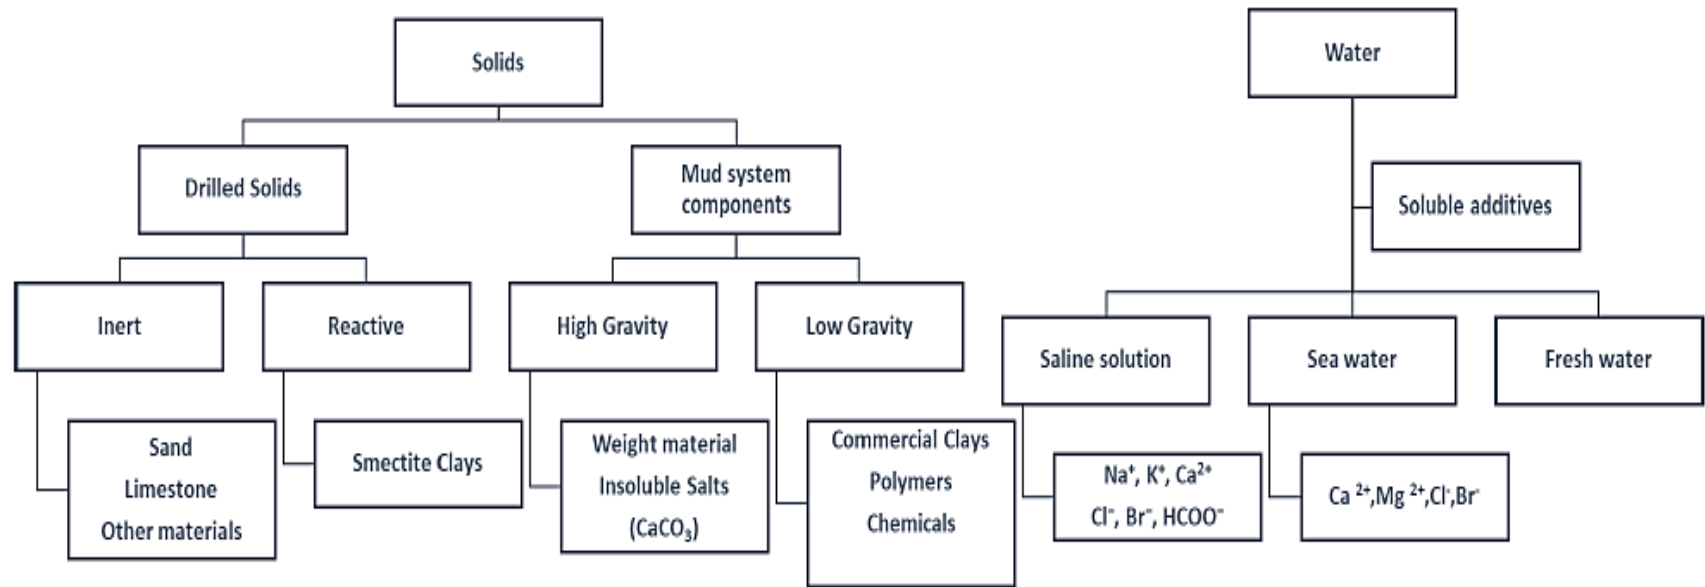 Solids
Water
Drilled Solids
Mud system
components
Soluble additives
Inert
Reactive
High Gravity
Low Gravity
Saline solution
Sea water
Fresh water
Sand
Limestone
Other materials
Smectite Clays
Weight material
Insoluble Salts
(CaCO₃)
Commercial Clays
Polymers
Chemicals
Na⁺, K⁺, Ca²⁺
Cl⁻, Br⁻, HCOO⁻
Ca ²⁺,Mg ²⁺,Cl⁻,Br⁻